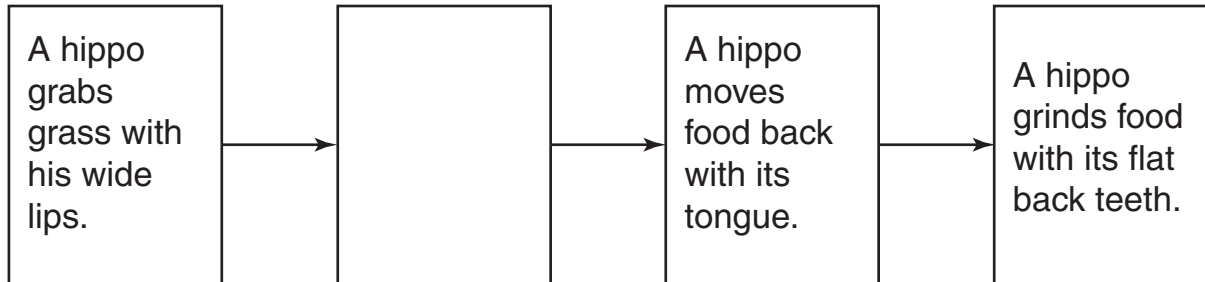 A hippo
grabs
grass with
his wide
lips.
A hippo
moves
food back
with its
tongue.
A hippo
grinds food
with its flat
back teeth.